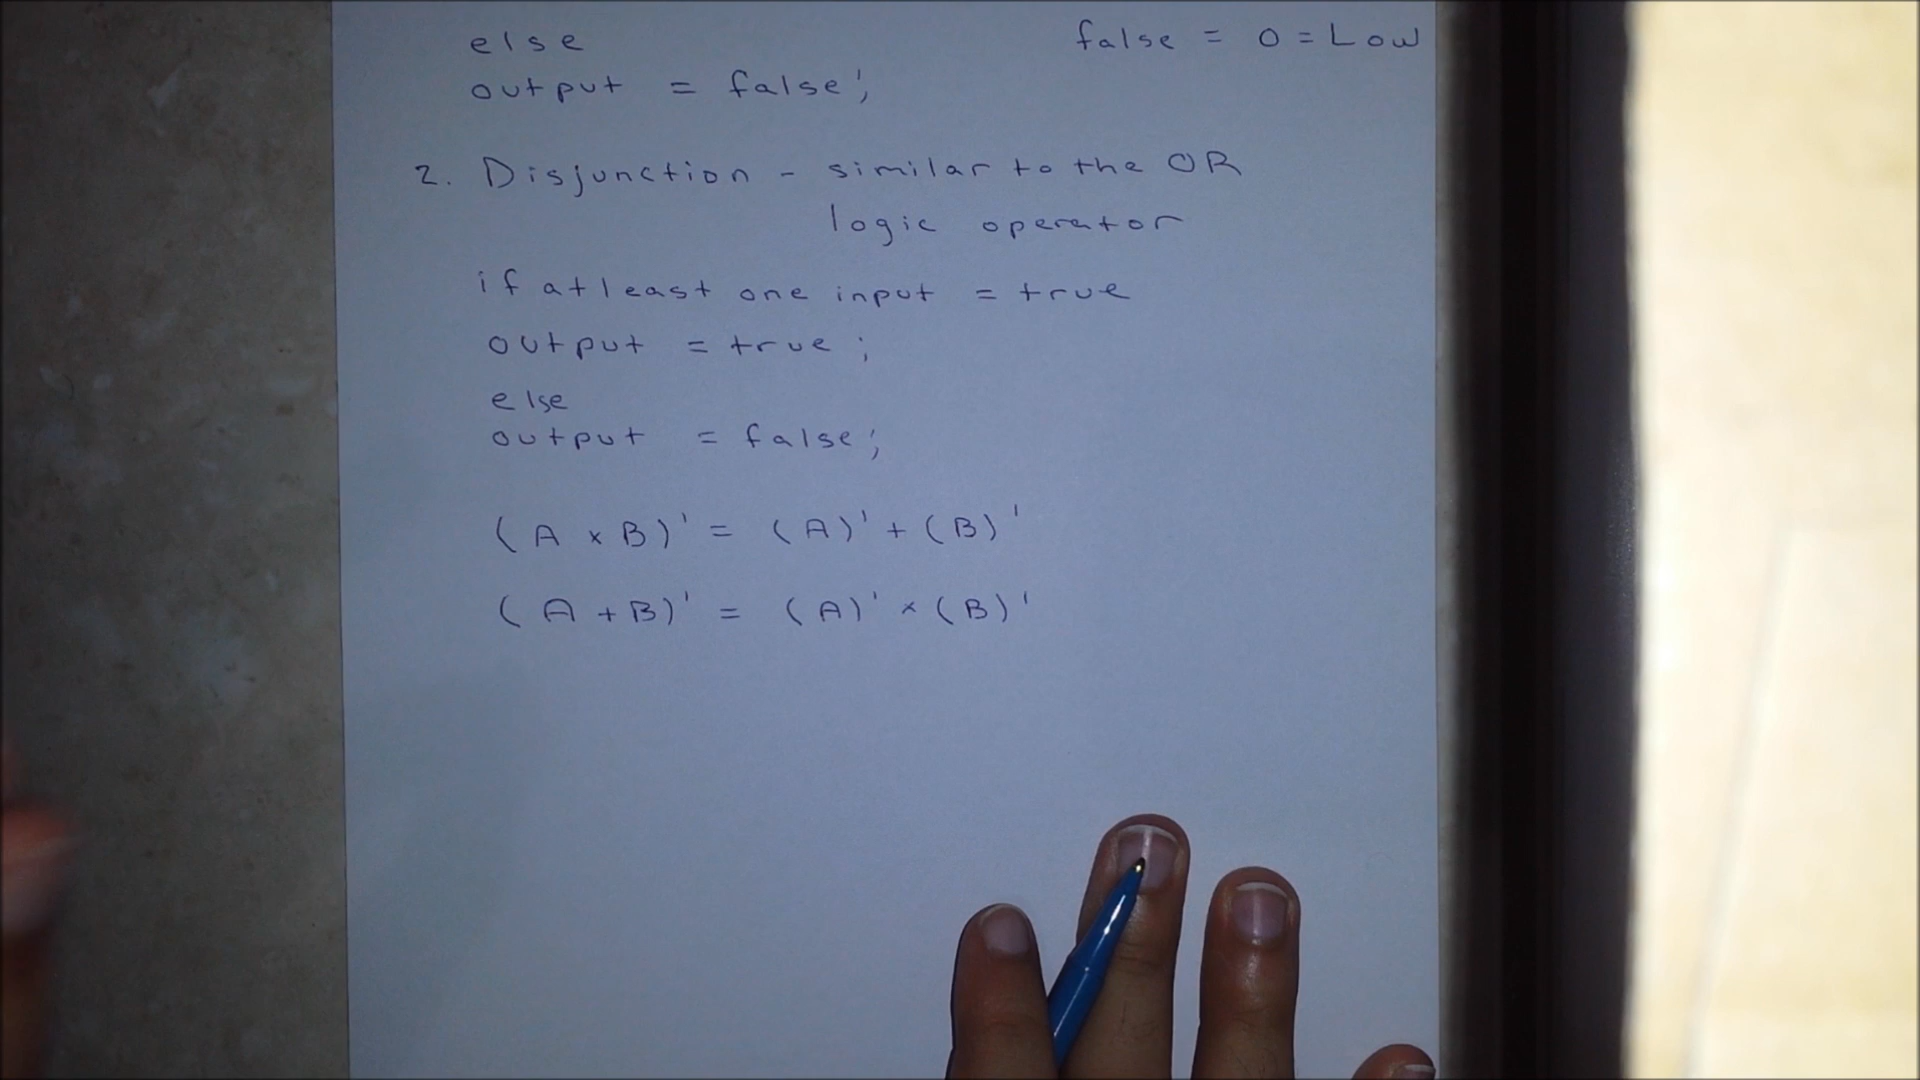 else
false = 0 = Low
output = false;
2. Disjunction - similar to the OR
logic operator
if atleast one input = true
output = true;
else
output = false;
(A × B)' = (A)' + (B)'
(A + B)' = (A)' × (B)'